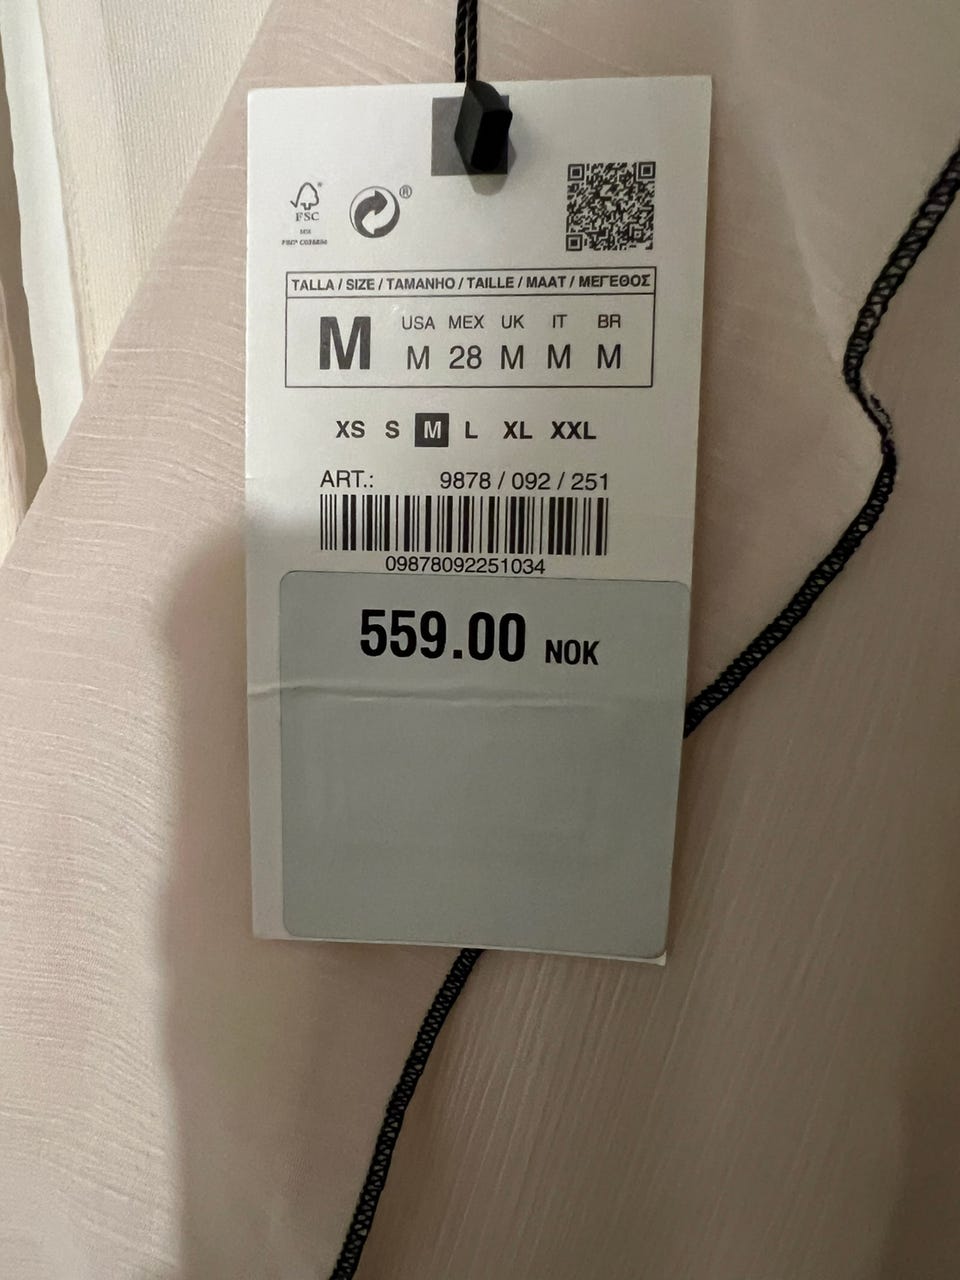 FSC
MIX
®
TALLA / SIZE / TAMANHO / TAILLE / MAAT / ΜΕΓΕΘΟΣ
USA MEX UK IT BR
M M 28 M M M
XS S M L XL XXL
ART.: 9878 / 092 / 251
09878092251034
559.00 NOK